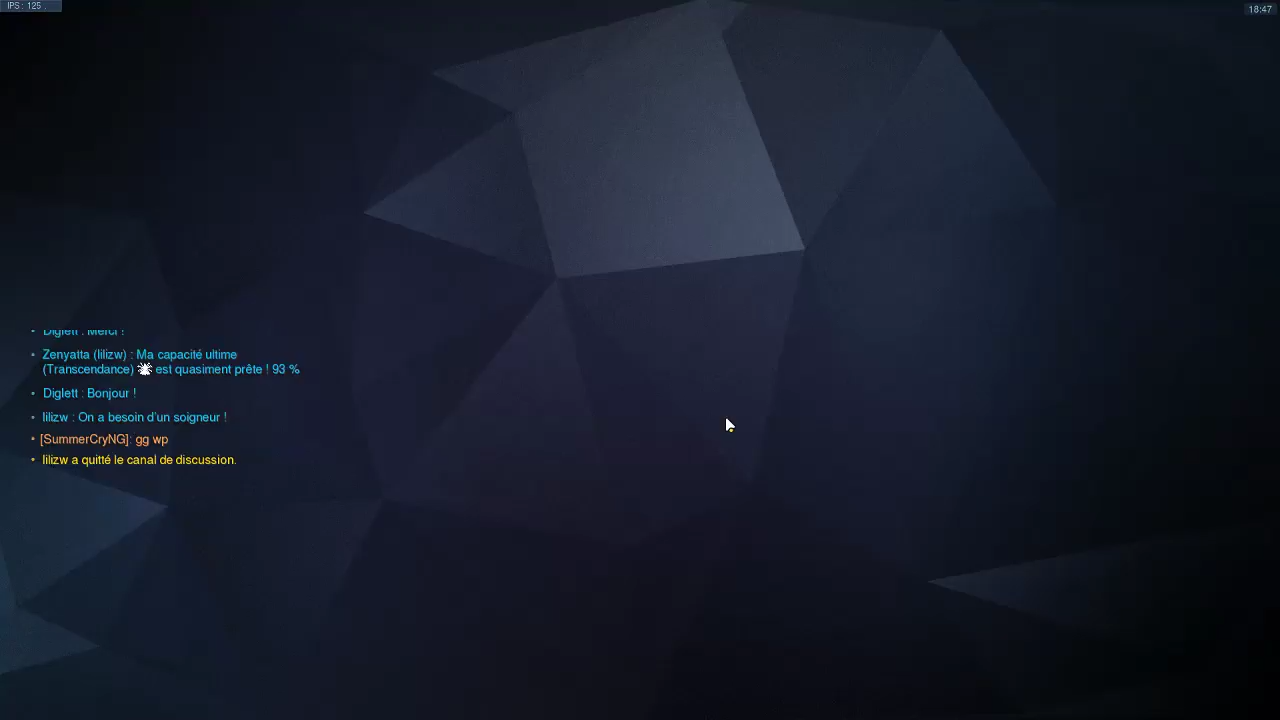 IPS : 125 .
18:47
• Diglett : Merci !
• Zenyatta (lilizw) : Ma capacité ultime
(Transcendance) est quasiment prête ! 93 %
• Diglett : Bonjour !
• lilizw : On a besoin d'un soigneur !
• [SummerCryNG]: gg wp
• lilizw a quitté le canal de discussion.